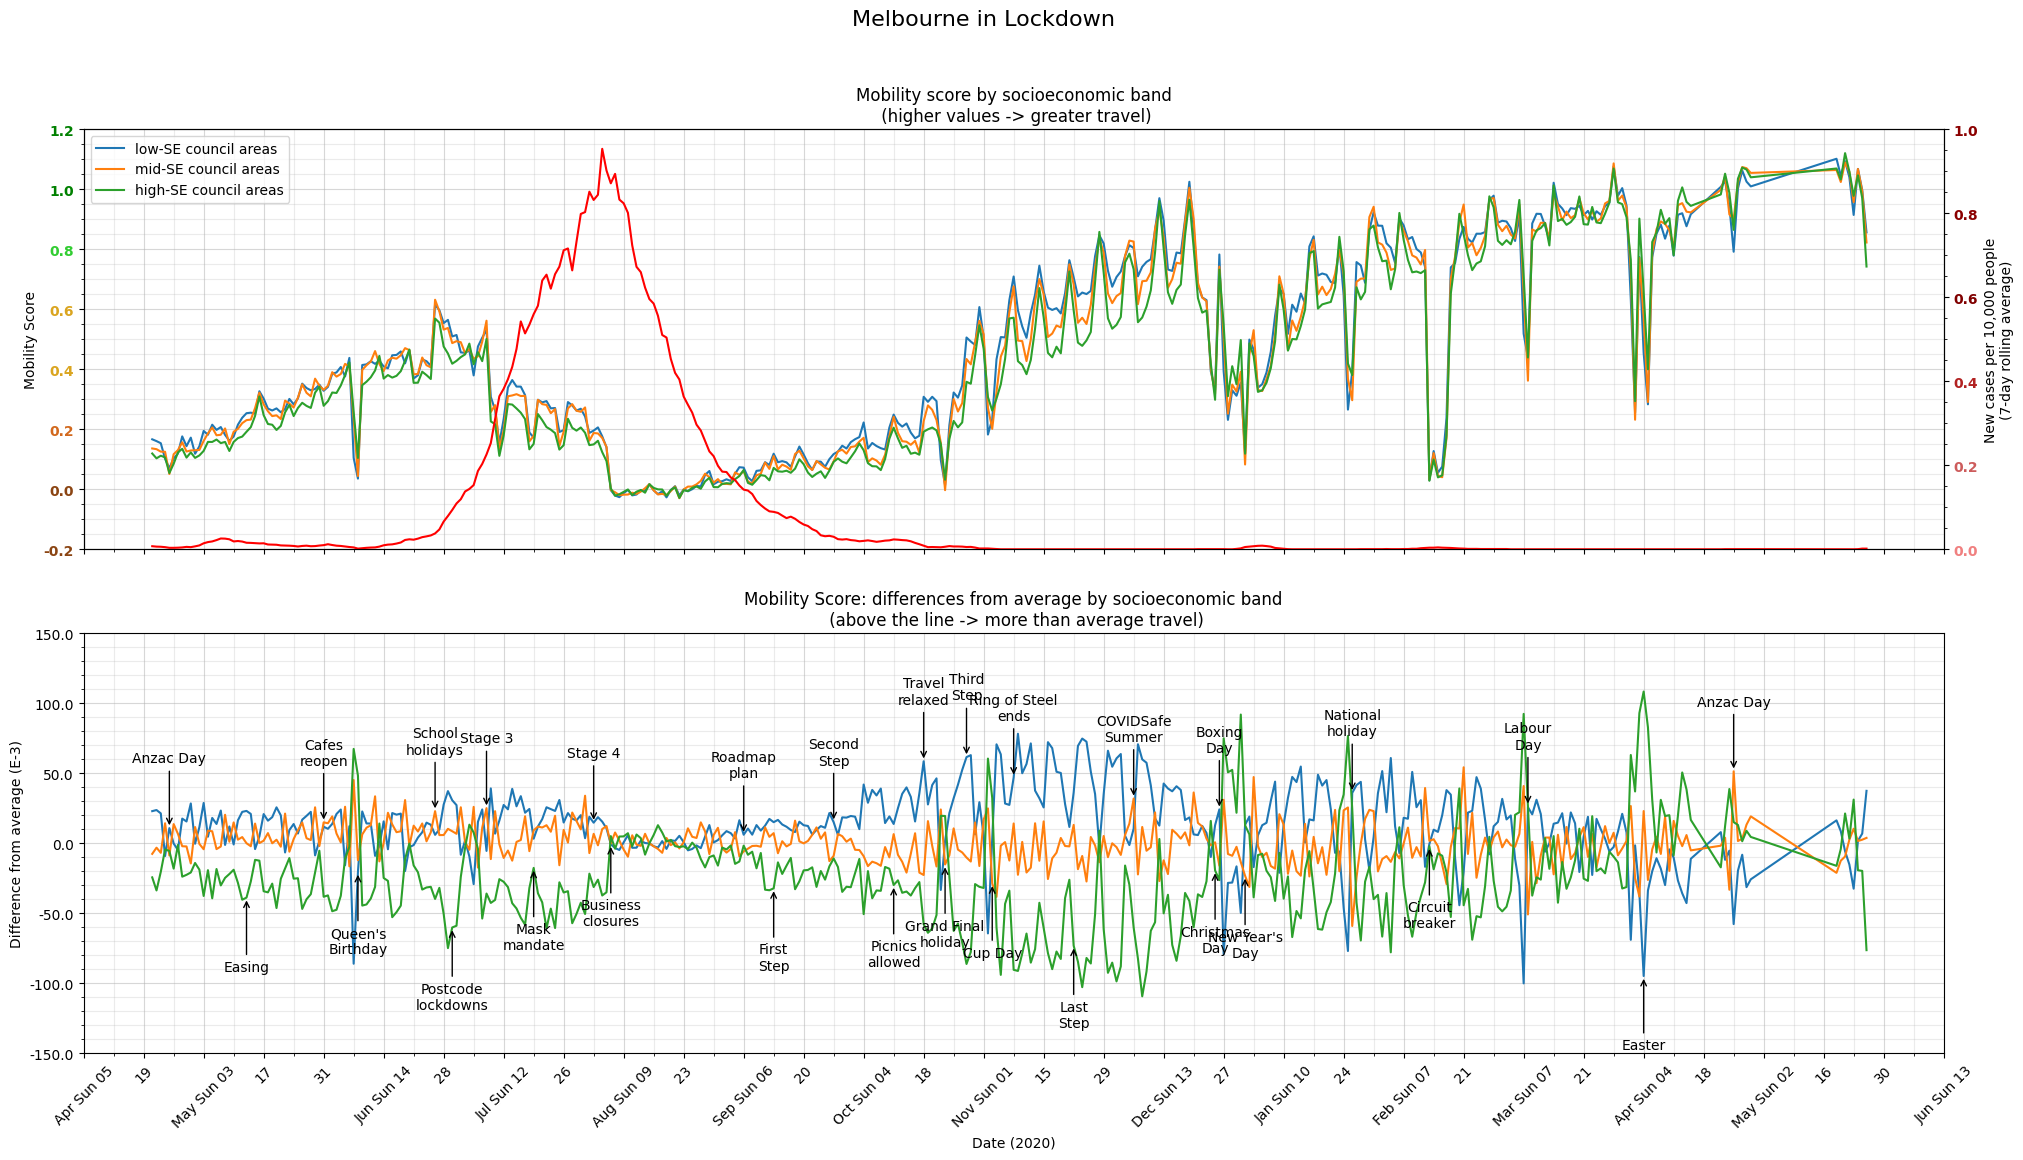 Melbourne in Lockdown
Mobility score by socioeconomic band
(higher values -> greater travel)
low-SE council areas
mid-SE council areas
high-SE council areas
1.2
1.0
0.8
0.6
0.4
0.2
0.0
-0.2
Mobility Score
1.0
0.8
0.6
0.4
0.2
0.0
New cases per 10,000 people
(7-day rolling average)
Mobility Score: differences from average by socioeconomic band
(above the line -> more than average travel)
150.0
100.0
50.0
0.0
-50.0
-100.0
-150.0
Difference from average (E-3)
Anzac Day
Easing
Cafes
reopen
Queen's
Birthday
School
holidays
Postcode
lockdowns
Stage 3
Mask
mandate
Stage 4
Business
closures
Roadmap
plan
First
Step
Second
Step
Picnics
allowed
Travel
relaxed
Grand Final
holiday
Third
Step
Cup Day
Ring of Steel
ends
Last
Step
COVIDSafe
Summer
Christmas
Day
Boxing
Day
New Year's
Day
National
holiday
Circuit
breaker
Labour
Day
Easter
Anzac Day
Apr Sun 05
19
May Sun 03
17
31
Jun Sun 14
28
Jul Sun 12
26
Aug Sun 09
23
Sep Sun 06
20
Oct Sun 04
18
Nov Sun 01
15
29
Dec Sun 13
27
Jan Sun 10
24
Feb Sun 07
21
Mar Sun 07
21
Apr Sun 04
18
May Sun 02
16
30
Jun Sun 13
Date (2020)